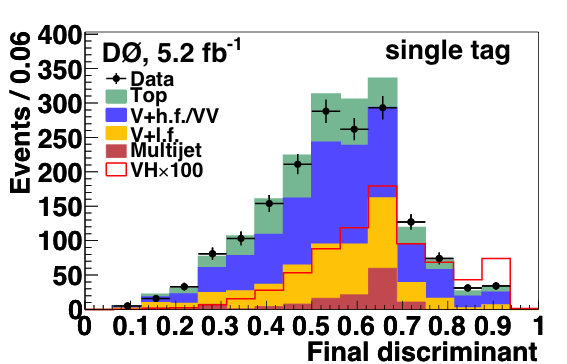 Events / 0.06
400
350
300
250
200
150
100
50
0
DØ, 5.2 fb-1
single tag
Data
Top
V+h.f./VV
V+l.f.
Multijet
VH×100
0 0.1 0.2 0.3 0.4 0.5 0.6 0.7 0.8 0.9 1
Final discriminant